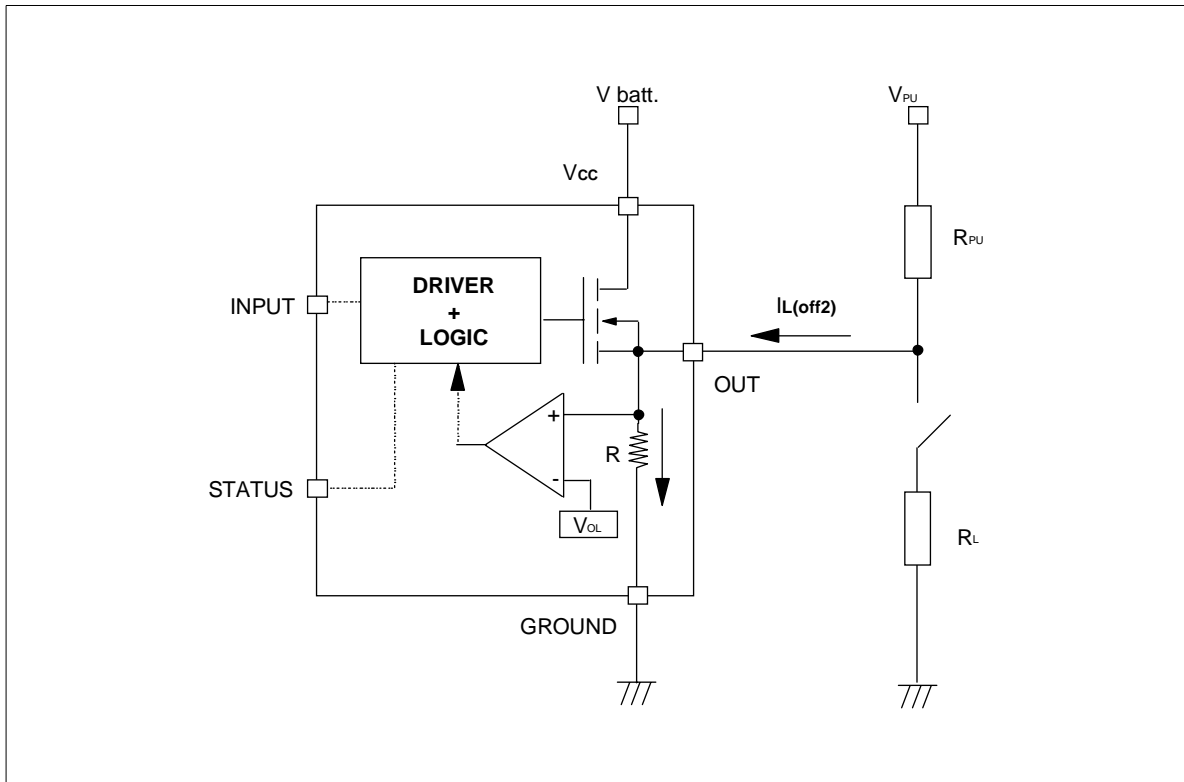 V batt.
VPU
Vcc
RPU
DRIVER
+
LOGIC
INPUT
IL(off2)
OUT
+
R
-
STATUS
VOL
RL
GROUND